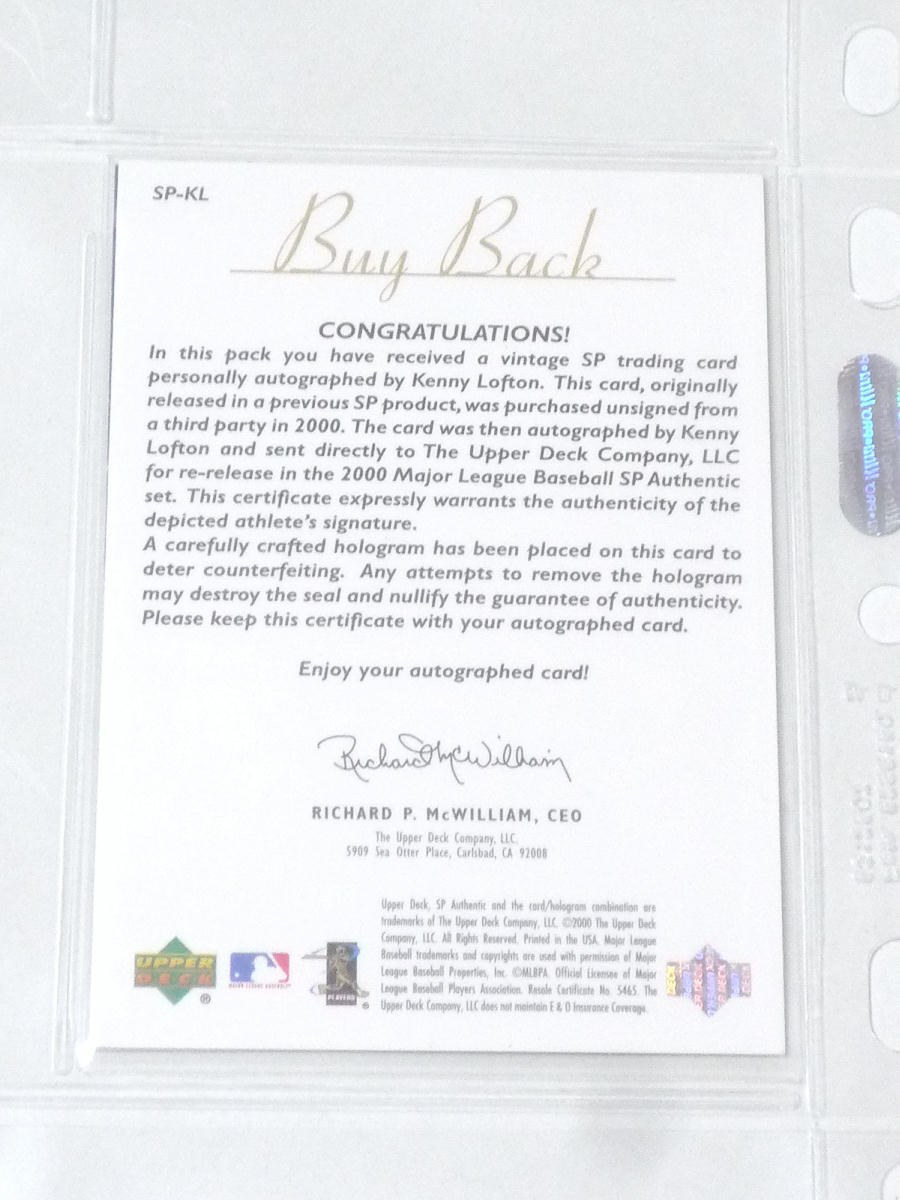 SP-KL
Buy Back
CONGRATULATIONS!
In this pack you have received a vintage SP trading card
personally autographed by Kenny Lofton. This card, originally
released in a previous SP product, was purchased unsigned from
a third party in 2000. The card was then autographed by Kenny
Lofton and sent directly to The Upper Deck Company, LLC
for re-release in the 2000 Major League Baseball SP Authentic
set. This certificate expressly warrants the authenticity of the
depicted athlete's signature.
A carefully crafted hologram has been placed on this card to
deter counterfeiting. Any attempts to remove the hologram
may destroy the seal and nullify the guarantee of authenticity.
Please keep this certificate with your autographed card.
Enjoy your autographed card!
Richard McWilliam
RICHARD P. McWILLIAM, CEO
The Upper Deck Company, LLC.
5909 Sea Otter Place, Carlsbad, CA 92008
Upper Deck, SP Authentic and the card/hologram combination are
trademarks of The Upper Deck Company, LLC. ©2000 The Upper Deck
Company, LLC. All Rights Reserved. Printed in the USA. Major League
Baseball trademarks and copyrights are used with permission of Major
League Baseball Properties, Inc. ©MLBPA. Official Licensee of Major
League Baseball Players Association. Resale Certificate No. 5465. The
Upper Deck Company, LLC does not maintain E & O Insurance Coverage.
UPPER
DECK
®
MAJOR LEAGUE BASEBALL
PLAYERS
®